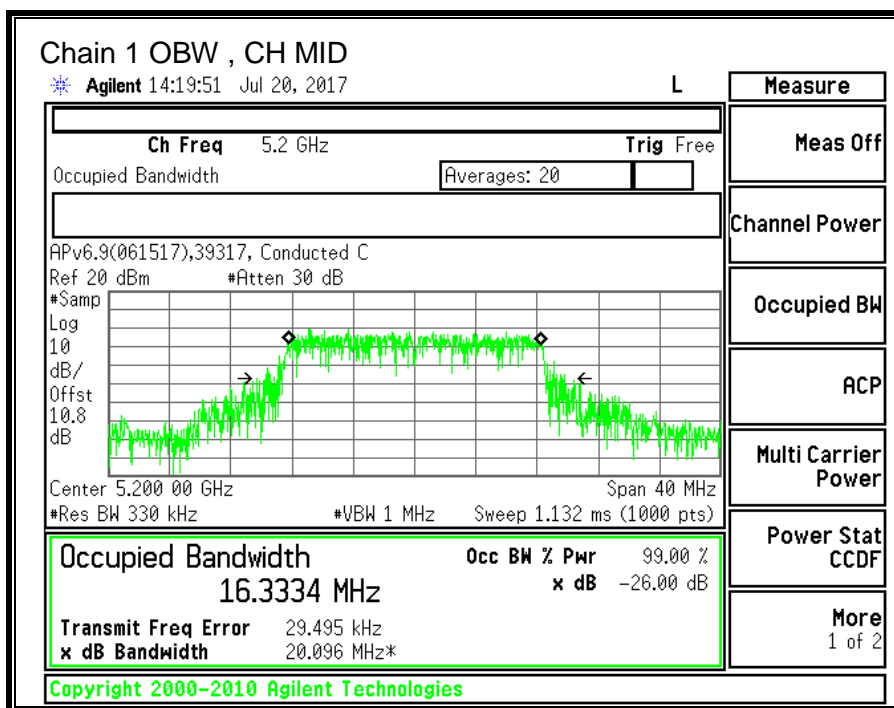 Chain 1 OBW , CH MID
Agilent 14:19:51 Jul 20, 2017 L
Measure
Ch Freq 5.2 GHz Trig Free
Occupied Bandwidth Averages: 20
Meas Off
Channel Power
Occupied BW
ACP
Multi Carrier
Power
Power Stat
CCDF
More
1 of 2
APv6.9(061517),39317, Conducted C
Ref 20 dBm #Atten 30 dB
#Samp
Log
10
dB/
Offst
10.8
dB
Center 5.200 00 GHz Span 40 MHz
#Res BW 330 kHz #VBW 1 MHz Sweep 1.132 ms (1000 pts)
Occupied Bandwidth Occ BW % Pwr 99.00 %
16.3334 MHz x dB -26.00 dB
Transmit Freq Error 29.495 kHz
x dB Bandwidth 20.096 MHz*
Copyright 2000-2010 Agilent Technologies